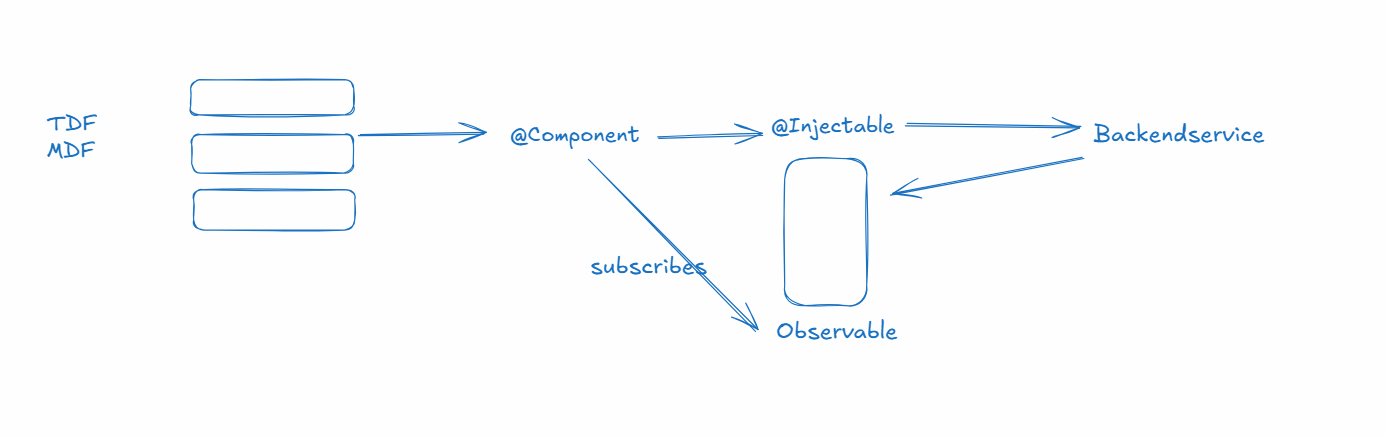 TDF
MDF
@Component
@Injectable
Backendservice
subscribes
Observable